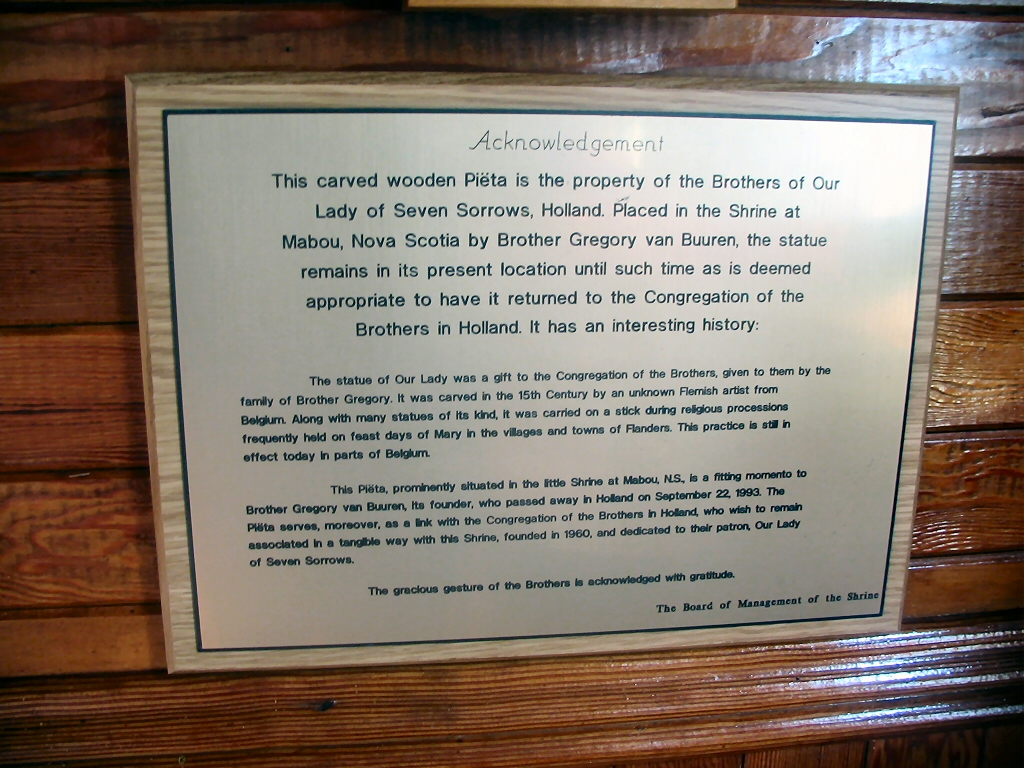 Acknowledgement
This carved wooden Piëta is the property of the Brothers of Our
Lady of Seven Sorrows, Holland. Placed in the Shrine at
Mabou, Nova Scotia by Brother Gregory van Buuren, the statue
remains in its present location until such time as is deemed
appropriate to have it returned to the Congregation of the
Brothers in Holland. It has an interesting history:
The statue of Our Lady was a gift to the Congregation of the Brothers, given to them by the
family of Brother Gregory. It was carved in the 15th Century by an unknown Flemish artist from
Belgium. Along with many statues of its kind, it was carried on a stick during religious processions
frequently held on feast days of Mary in the villages and towns of Flanders. This practice is still in
effect today in parts of Belgium.
This Piëta, prominently situated in the little Shrine at Mabou, N.S., is a fitting momento to
Brother Gregory van Buuren, its founder, who passed away in Holland on September 22, 1993. The
Piëta serves, moreover, as a link with the Congregation of the Brothers in Holland, who wish to remain
associated in a tangible way with this Shrine, founded in 1960, and dedicated to their patron, Our Lady
of Seven Sorrows.
The gracious gesture of the Brothers is acknowledged with gratitude.
The Board of Management of the Shrine